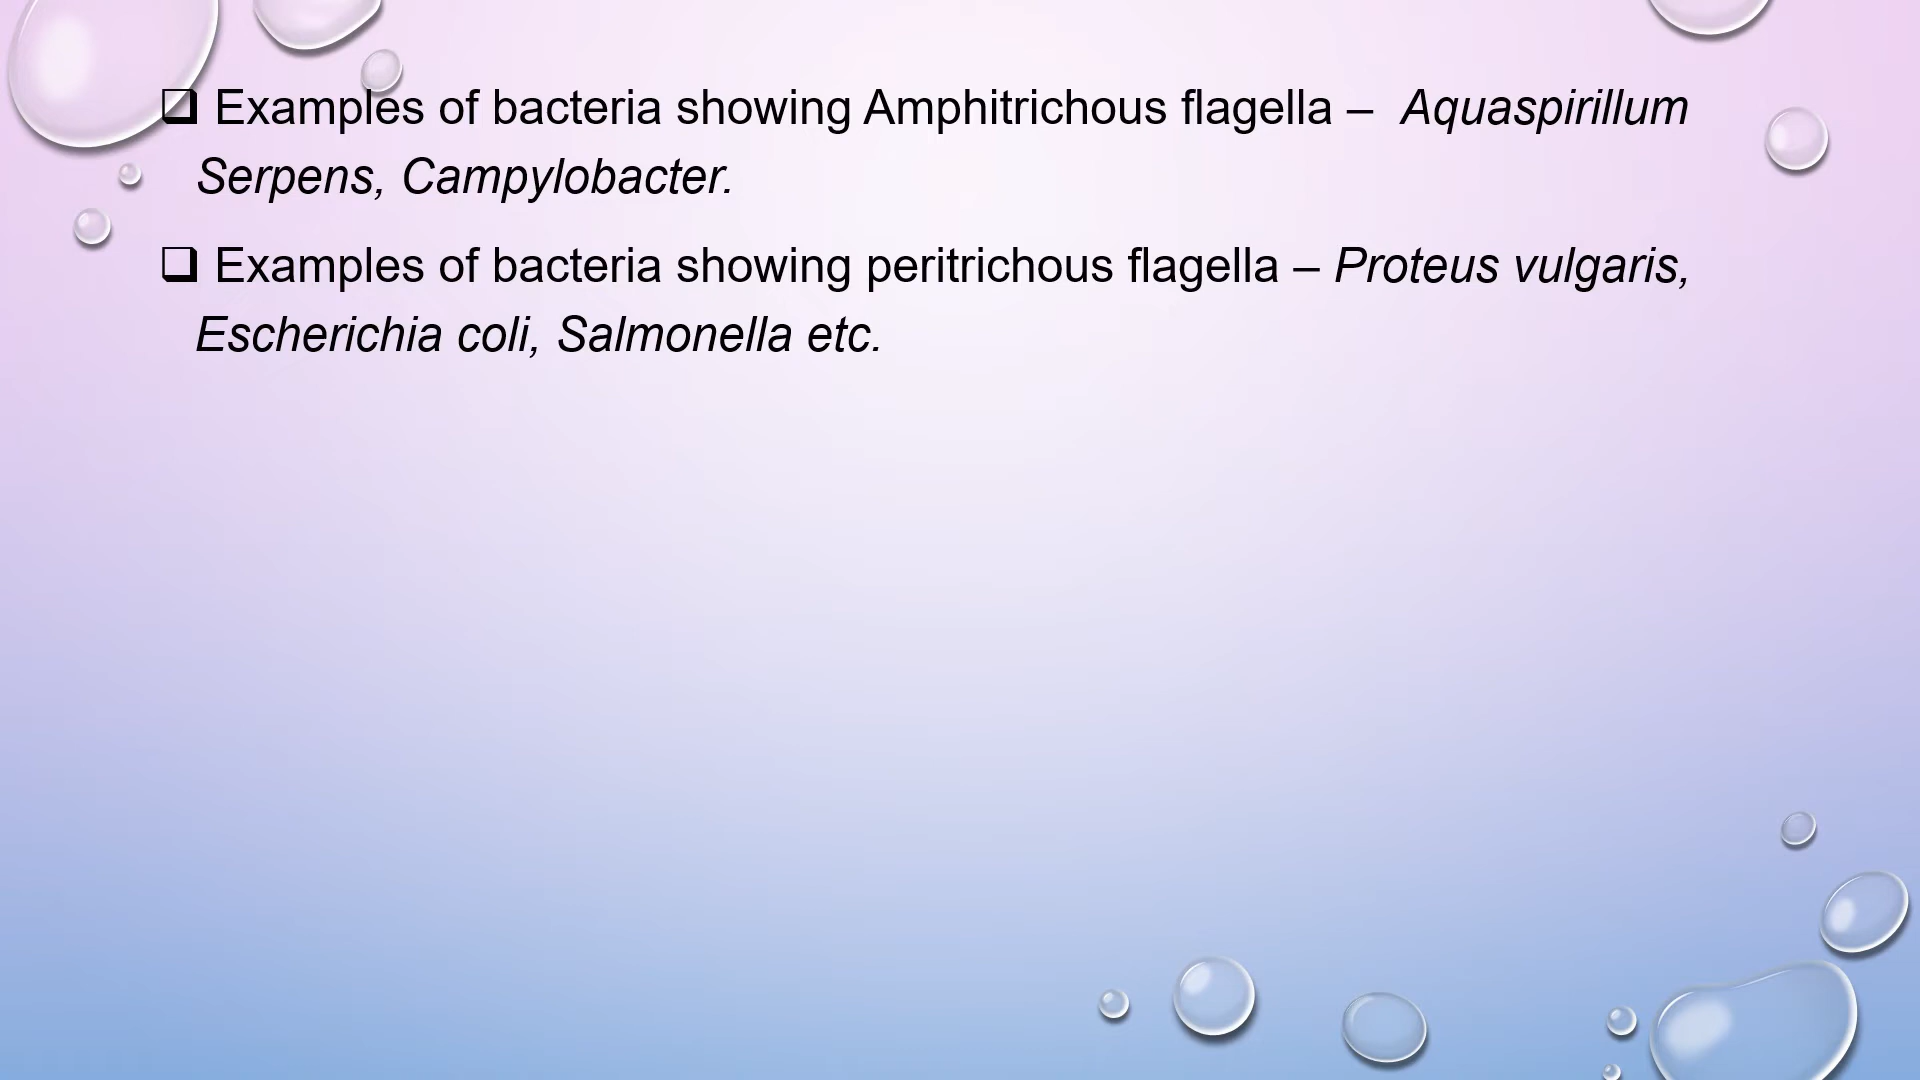 ❑ Examples of bacteria showing Amphitrichous flagella – Aquaspirillum
Serpens, Campylobacter.
❑ Examples of bacteria showing peritrichous flagella – Proteus vulgaris,
Escherichia coli, Salmonella etc.